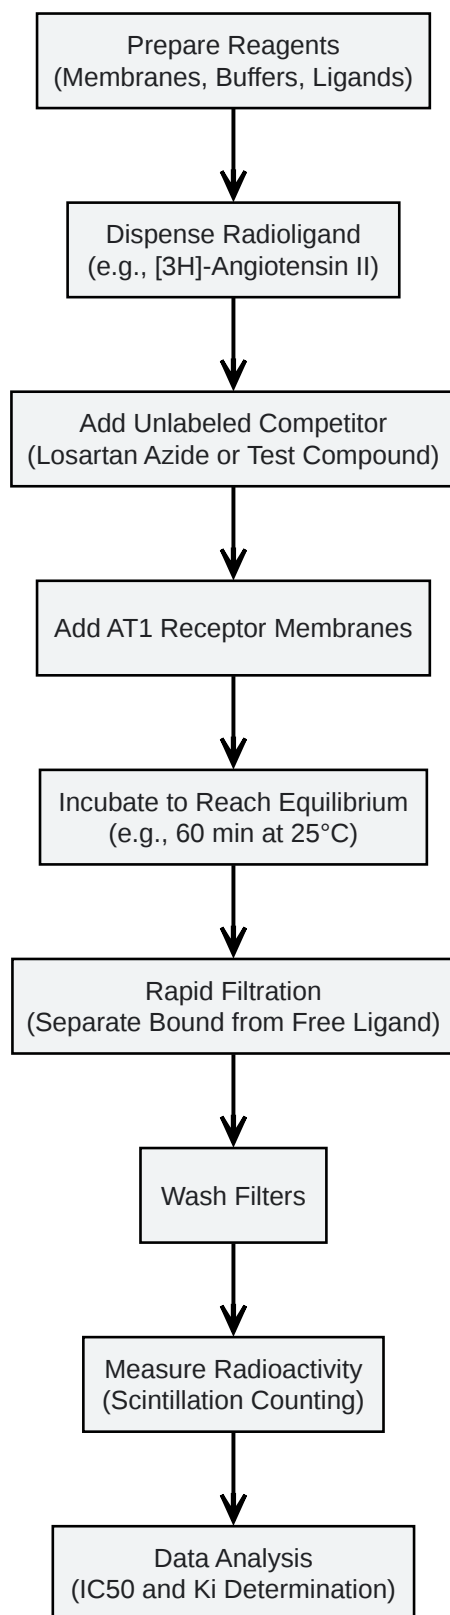 Prepare Reagents
(Membranes, Buffers, Ligands)
Dispense Radioligand
(e.g., [3H]-Angiotensin II)
Add Unlabeled Competitor
(Losartan Azide or Test Compound)
Add AT1 Receptor Membranes
Incubate to Reach Equilibrium
(e.g., 60 min at 25°C)
Rapid Filtration
(Separate Bound from Free Ligand)
Wash Filters
Measure Radioactivity
(Scintillation Counting)
Data Analysis
(IC50 and Ki Determination)